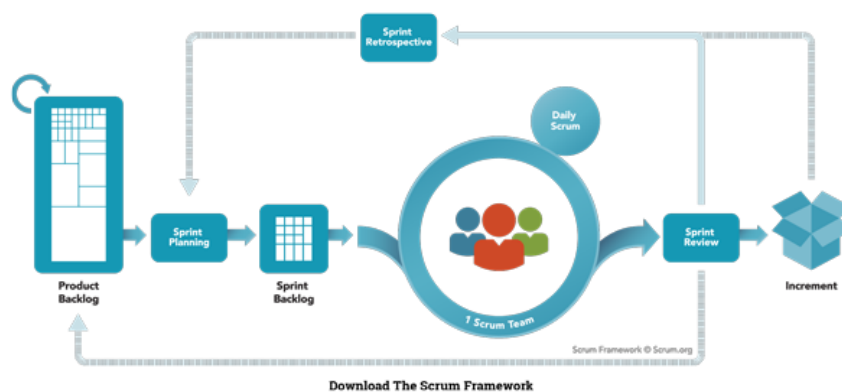 Sprint
Retrospective
Daily
Scrum
Sprint
Planning
Sprint
Review
Product
Backlog
Sprint
Backlog
Increment
1 Scrum Team
Scrum Framework © Scrum.org
Download The Scrum Framework